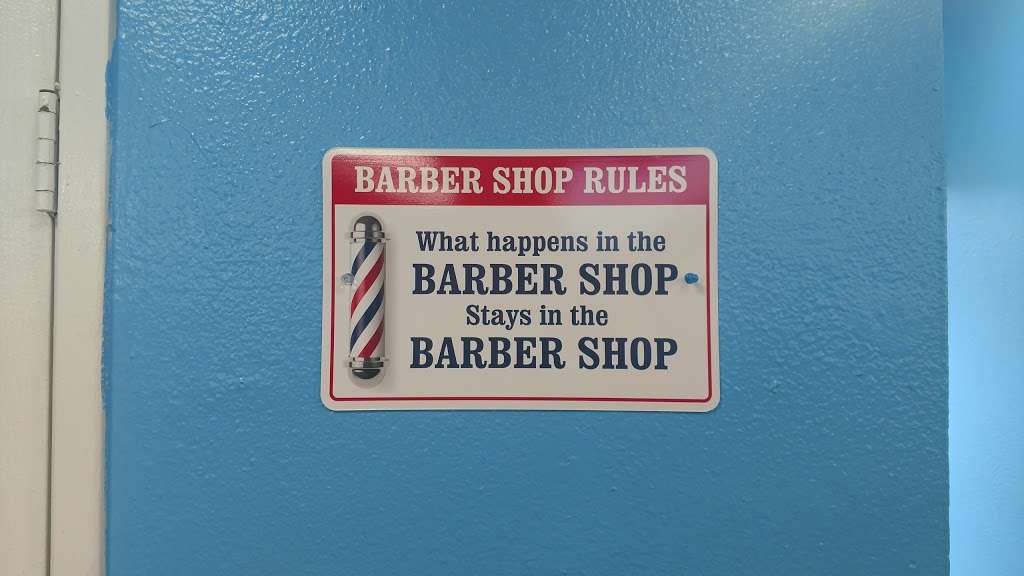 BARBER SHOP RULES
What happens in the
BARBER SHOP
Stays in the
BARBER SHOP